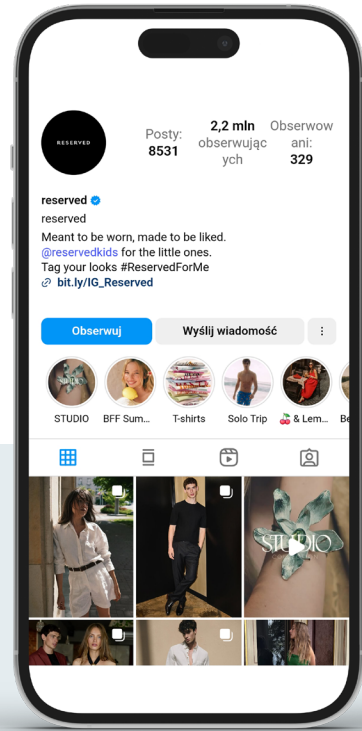 RESERVED
Posty:
8531
2,2 mln
obserwując
ych
Obserwow
ani:
329
reserved
reserved
Meant to be worn, made to be liked.
@reservedkids for the little ones.
Tag your looks #ReservedForMe
bit.ly/IG_Reserved
Obserwuj
Wyślij wiadomość
STUDIO
BFF Sum...
T-shirts
Solo Trip
🍒 & Lem...
Be
STUDIO